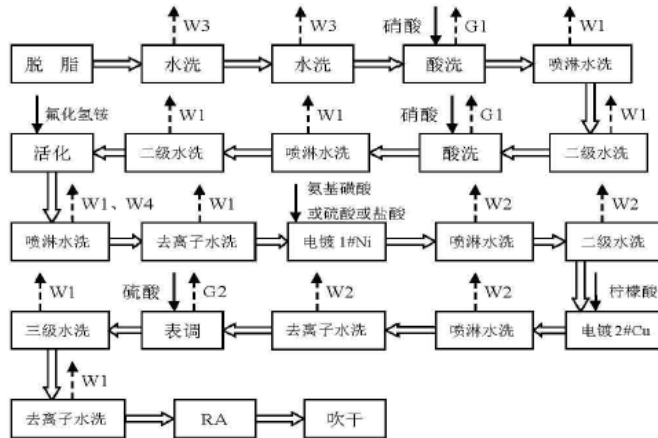 W3 W3 硝酸 G1 W1
脱 脂 水洗 水洗 酸洗 喷淋水洗
氟化氢铵 W1 W1 硝酸 G1 W1
活化 二级水洗 喷淋水洗 酸洗 二级水洗
W1、W4 W1 氨基磺酸 W2 W2
或硫酸或盐酸
喷淋水洗 去离子水洗 电镀1#Ni 喷淋水洗 二级水洗
W1 硫酸 G2 W2 W2 柠檬酸
三级水洗 表调 去离子水洗 喷淋水洗 电镀2#Cu
W1
去离子水洗 RA 吹干